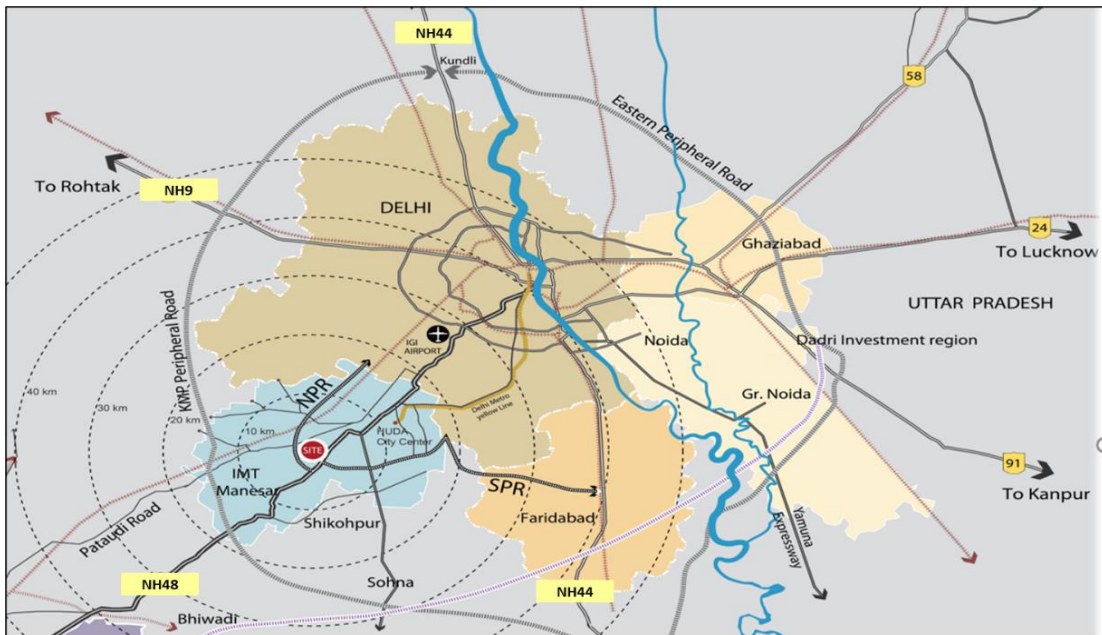 NH44
Kundli
58
Eastern Peripheral Road
To Rohtak
NH9
DELHI
Ghaziabad
24
To Lucknow
UTTAR PRADESH
KMP Peripheral Road
IGI
AIRPORT
Noida
Dadri Investment region
40 km
30 km
20 km
10 km
NPR
Delhi Metro
yellow Line
HUDA
City Center
Gr. Noida
SITE
IMT
Manesar
SPR
91
To Kanpur
Shikohpur
Faridabad
Pataudi Road
Yamuna
Expressway
Sohna
NH48
NH44
Bhiwadi